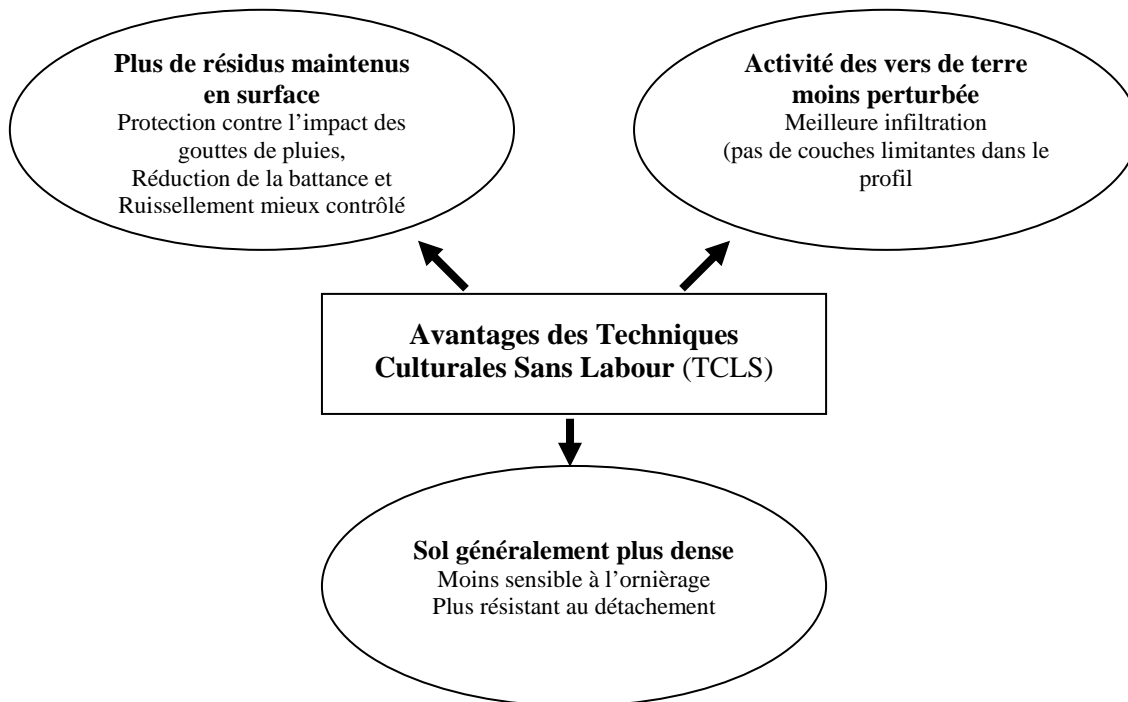 Plus de résidus maintenus
en surface
Protection contre l’impact des
gouttes de pluies,
Réduction de la battance et
Ruissellement mieux contrôlé
Activité des vers de terre
moins perturbée
Meilleure infiltration
(pas de couches limitantes dans le
profil
Avantages des Techniques
Culturales Sans Labour (TCLS)
Sol généralement plus dense
Moins sensible à l’ornièrage
Plus résistant au détachement